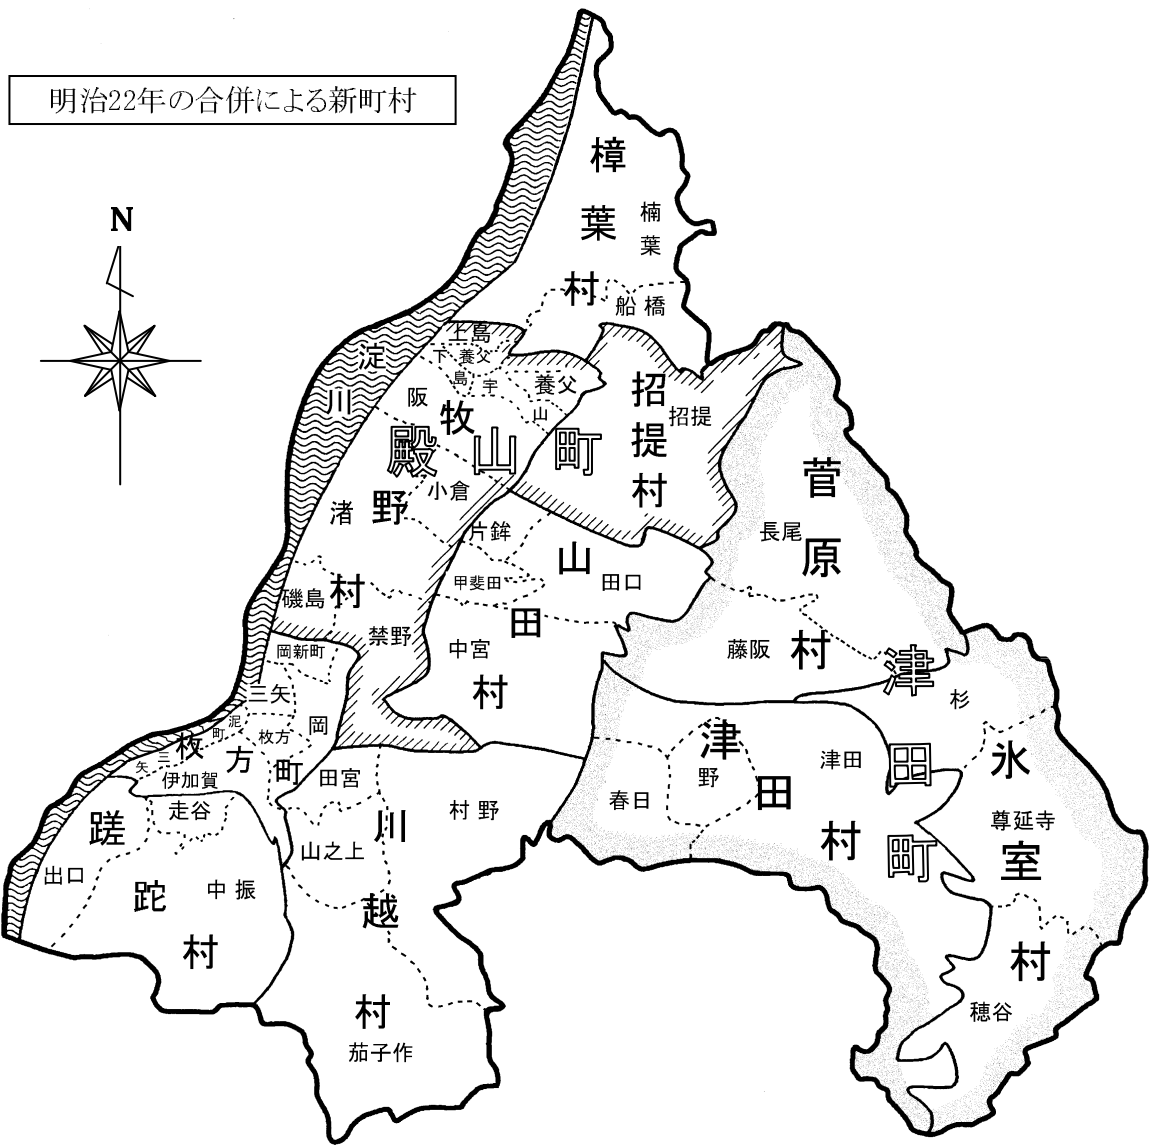 明治22年の合併による新町村
N
樟葉村
楠葉
船橋
淀川
上島
下島
養父
宇山
養父
阪
牧野村
殿山町
招提村
招提
小倉
渚
片鉾
磯島
甲斐田
山田村
田口
禁野
中宮
岡新町
菅原村
長尾
藤阪
津田町
杉
三矢
泥町
枚方
岡
三矢
枚方町
伊加賀
田宮
走谷
川越村
村野
山之上
蹉跎村
出口
中振
茄子作
津田村
津田
野
春日
氷室村
尊延寺
穂谷